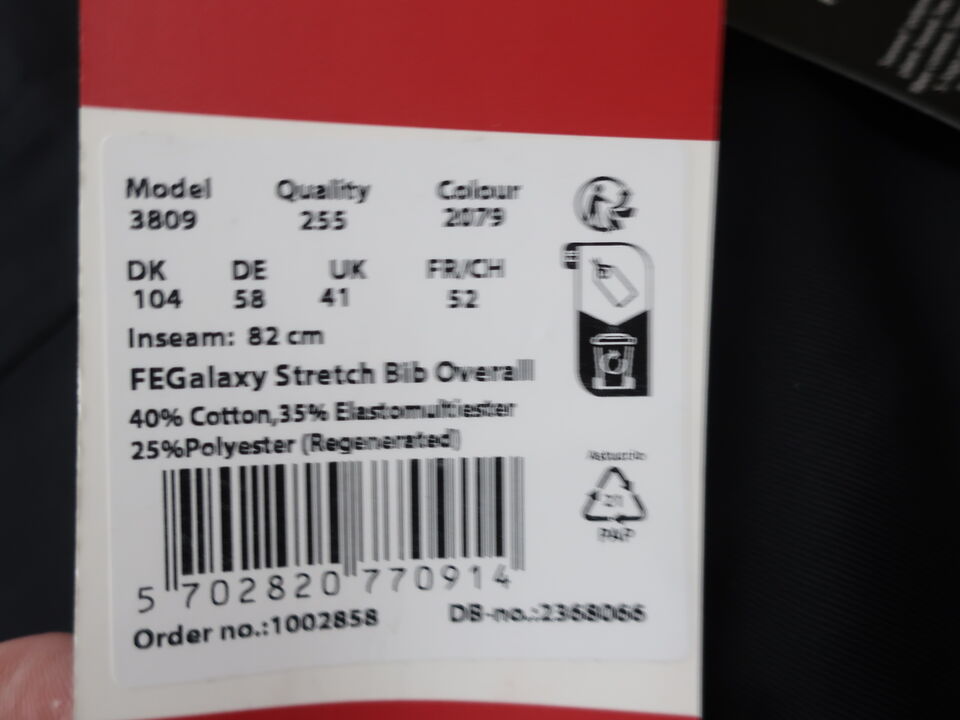 Model Quality Colour
3809 255 2079
DK DE UK FR/CH
104 58 41 52
Inseam: 82 cm
FEGalaxy Stretch Bib Overall
40% Cotton,35% Elastomultiester
25%Polyester (Regenerated)
21
PAP
5 702820 770914
Order no.:1002858 DB-no.:2368066